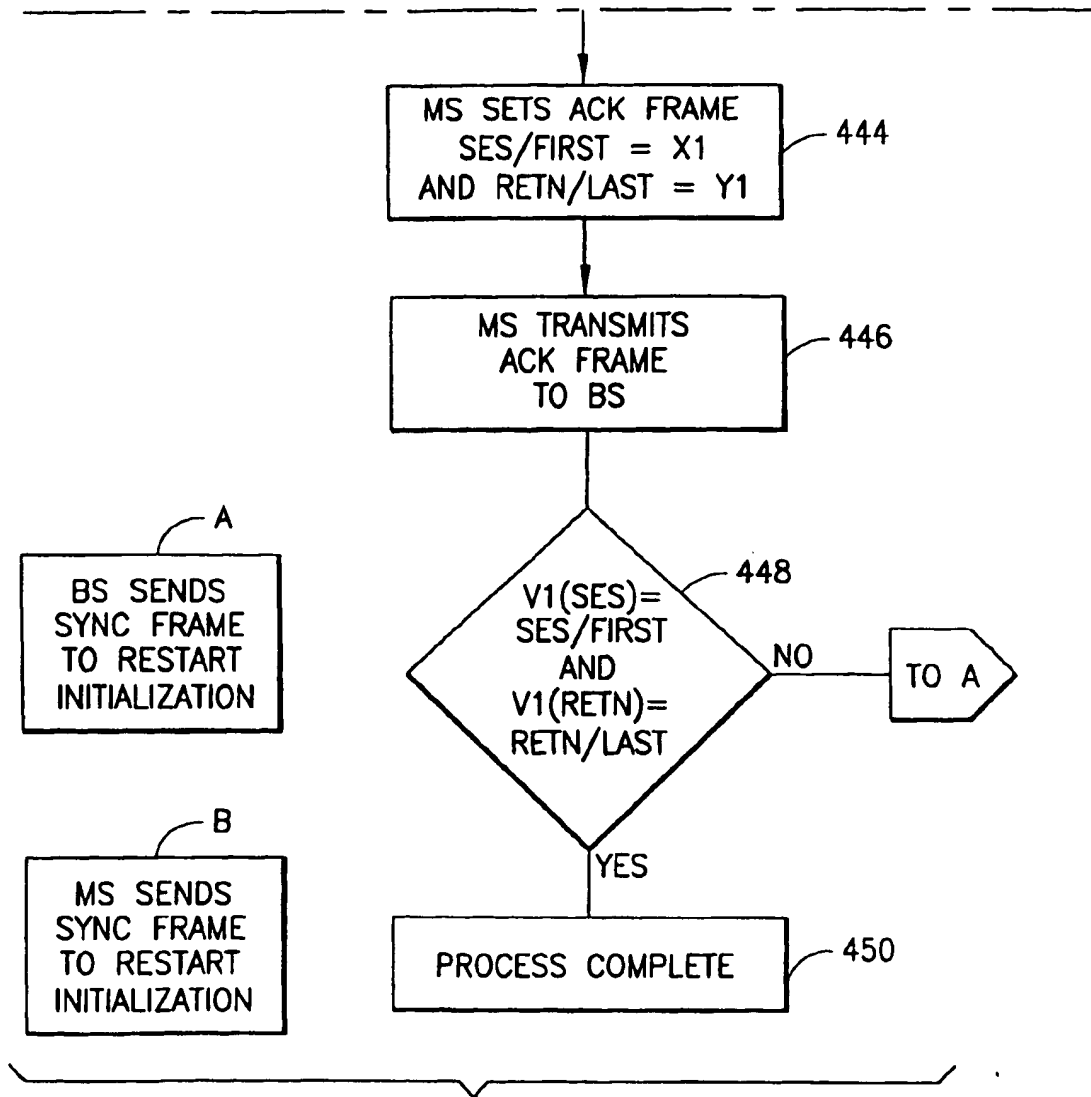 MS SETS ACK FRAME
SES/FIRST = X1
AND RETN/LAST = Y1
444
MS TRANSMITS
ACK FRAME
TO BS
446
A
BS SENDS
SYNC FRAME
TO RESTART
INITIALIZATION
V1(SES)=
SES/FIRST
AND
V1(RETN)=
RETN/LAST
448
NO
TO A
YES
B
MS SENDS
SYNC FRAME
TO RESTART
INITIALIZATION
PROCESS COMPLETE
450